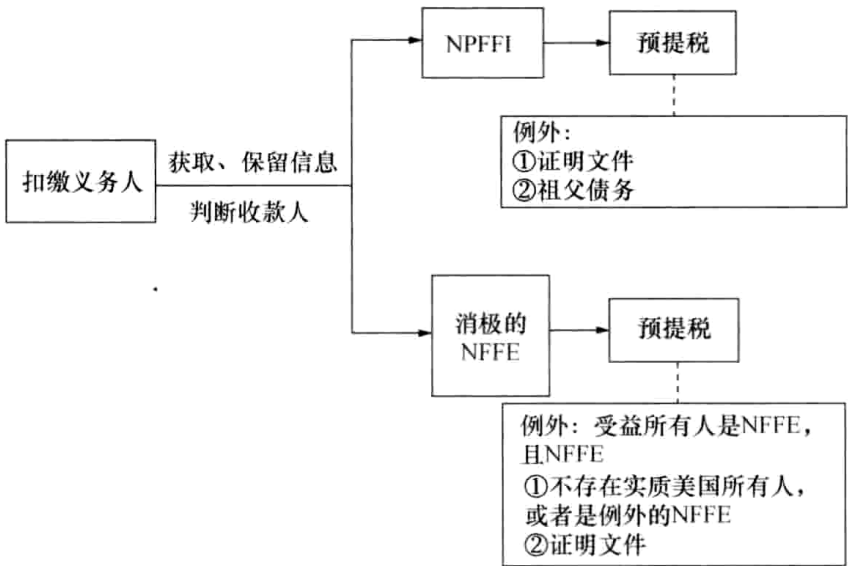 NPFFI
预提税
例外：
①证明文件
②祖父债务
扣缴义务人
获取、保留信息
判断收款人
消极的
NFFE
预提税
例外：受益所有人是NFFE，
且NFFE
①不存在实质美国所有人，
或者是例外的NFFE
②证明文件